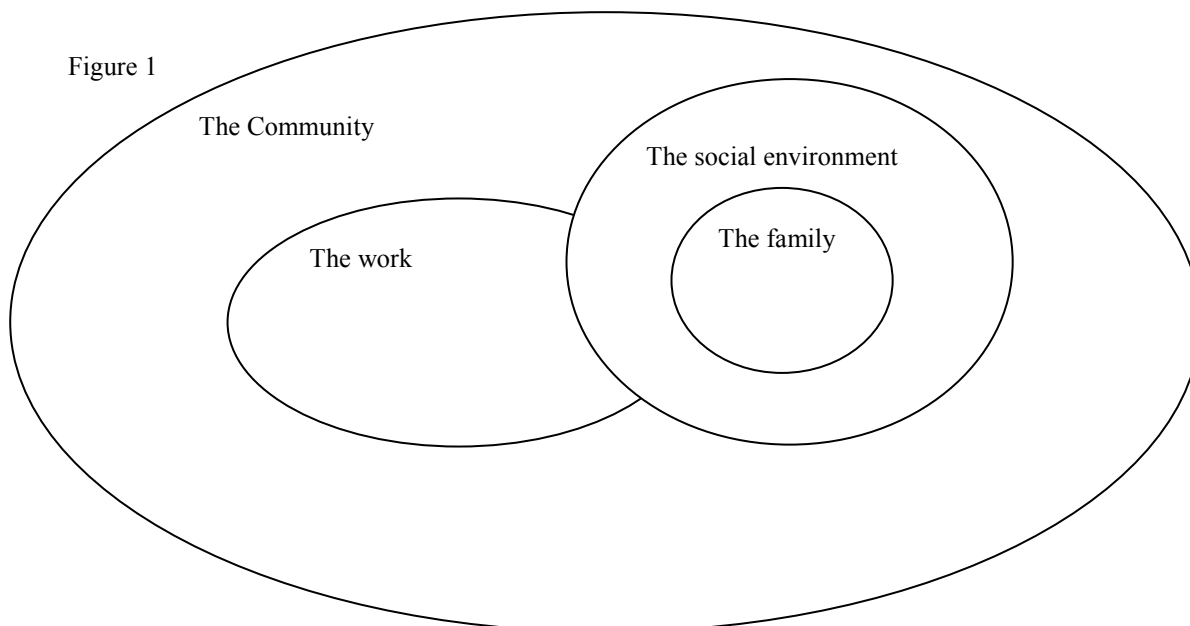 Figure 1
The Community
The social environment
The family
The work